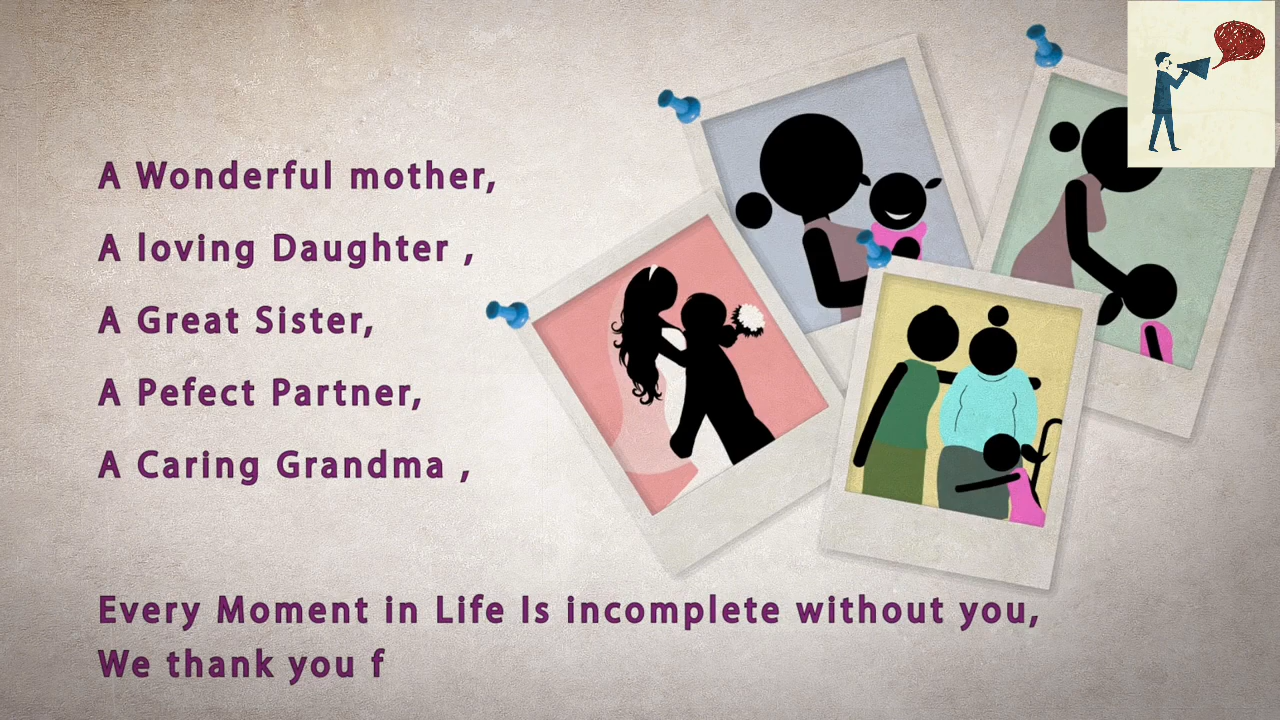 A Wonderful mother,
A loving Daughter ,
A Great Sister,
A Pefect Partner,
A Caring Grandma ,
Every Moment in Life Is incomplete without you,
We thank you f